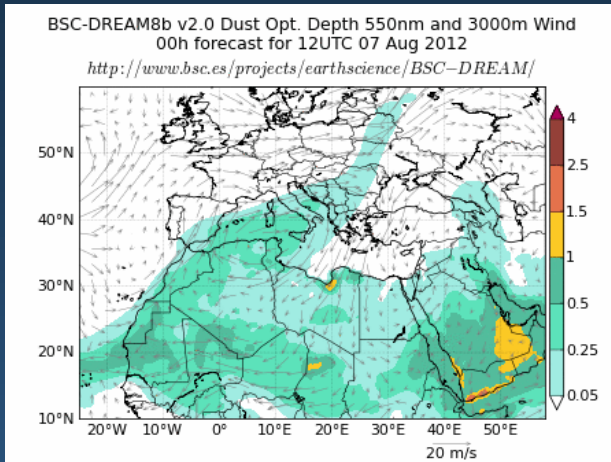 BSC-DREAM8b v2.0 Dust Opt. Depth 550nm and 3000m Wind
00h forecast for 12UTC 07 Aug 2012
http://www.bsc.es/projects/earthscience/BSC−DREAM/
50°N
40°N
30°N
20°N
10°N
20°W 10°W 0°E 10°E 20°E 30°E 40°E 50°E
20 m/s
4
2.5
1.5
1
0.5
0.25
0.05